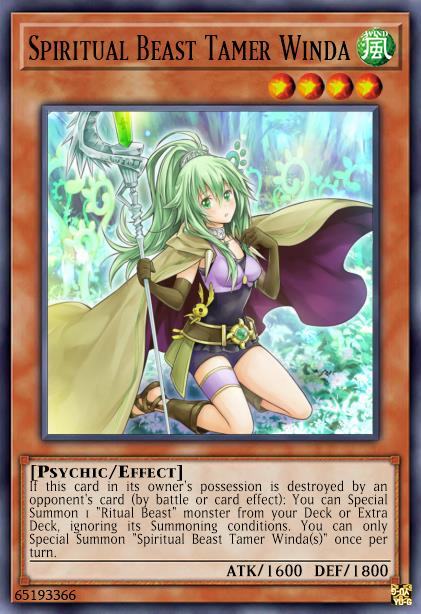 SPIRITUAL BEAST TAMER WINDA
WIND
風
[PSYCHIC/EFFECT]
If this card in its owner's possession is destroyed by an
opponent's card (by battle or card effect): You can Special
Summon 1 "Ritual Beast" monster from your Deck or Extra
Deck, ignoring its Summoning conditions. You can only
Special Summon "Spiritual Beast Tamer Winda(s)" once per
turn.
ATK/1600 DEF/1800
65193366